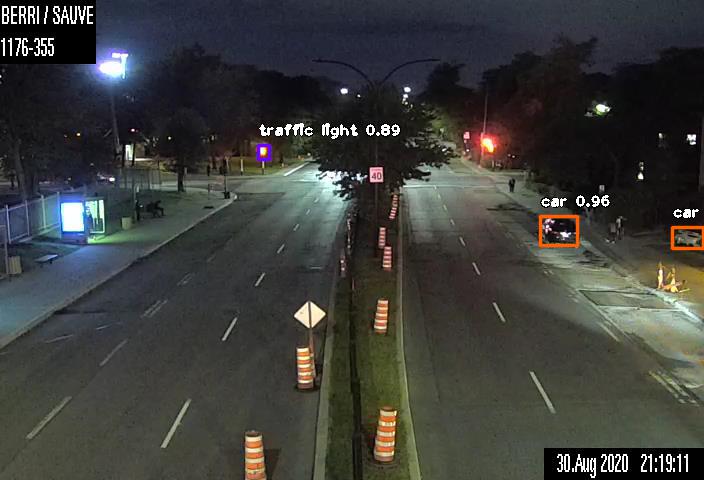 BERRI / SAUVE
1176-355
traffic light 0.89
40
car 0.96
car
30.Aug 2020 21:19:11